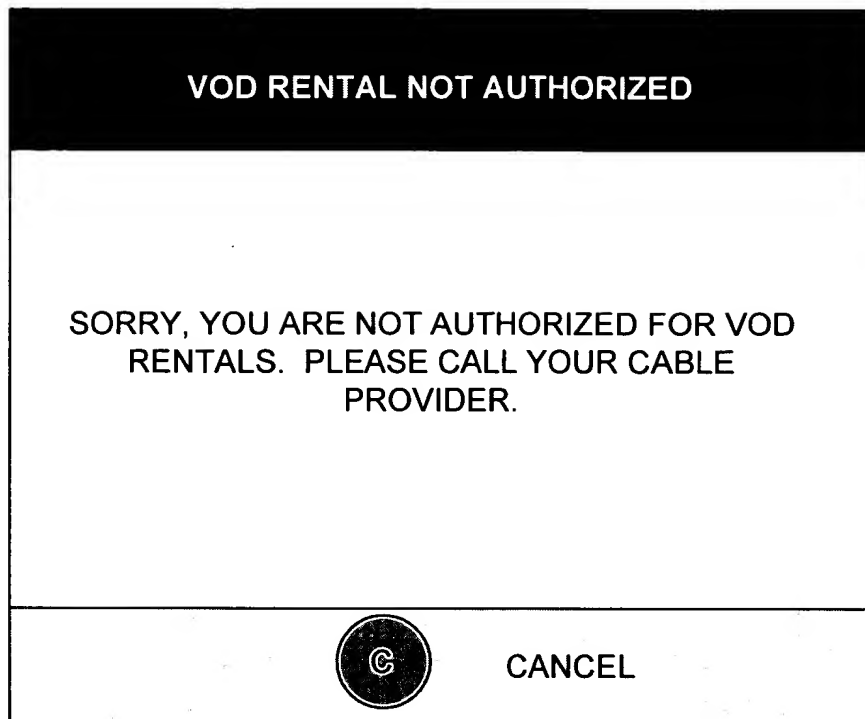 VOD RENTAL NOT AUTHORIZED
SORRY, YOU ARE NOT AUTHORIZED FOR VOD
RENTALS.  PLEASE CALL YOUR CABLE
PROVIDER.
C CANCEL